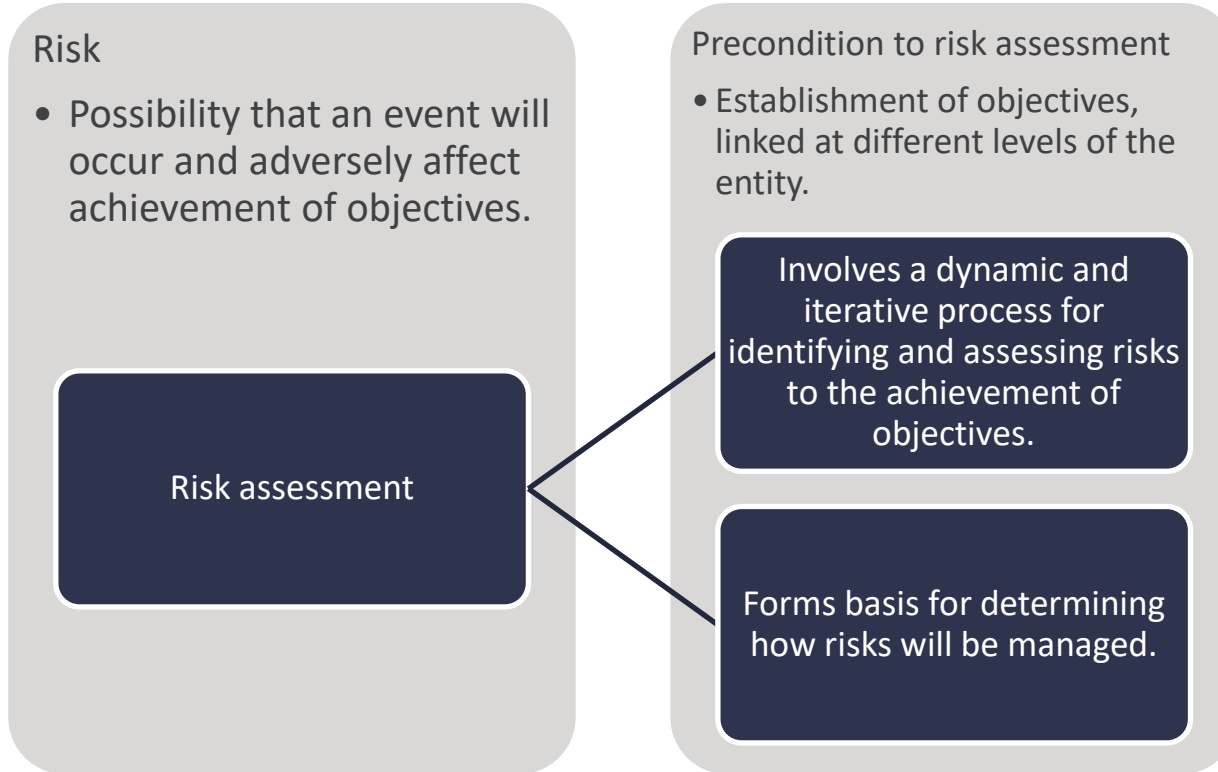 Risk
• Possibility that an event will
occur and adversely affect
achievement of objectives.
Risk assessment
Precondition to risk assessment
• Establishment of objectives,
linked at different levels of the
entity.
Involves a dynamic and
iterative process for
identifying and assessing risks
to the achievement of
objectives.
Forms basis for determining
how risks will be managed.